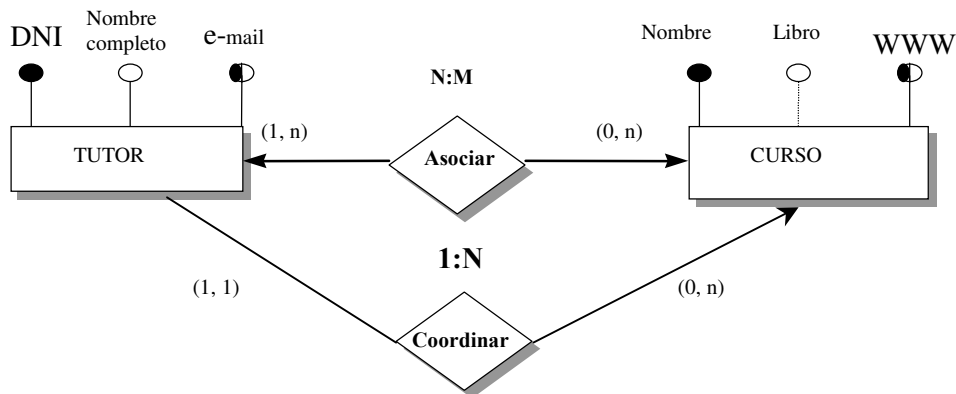 DNI
Nombre
completo
e-mail
Nombre
Libro
WWW
N:M
(1, n)
(0, n)
TUTOR
Asociar
CURSO
1:N
(1, 1)
(0, n)
Coordinar